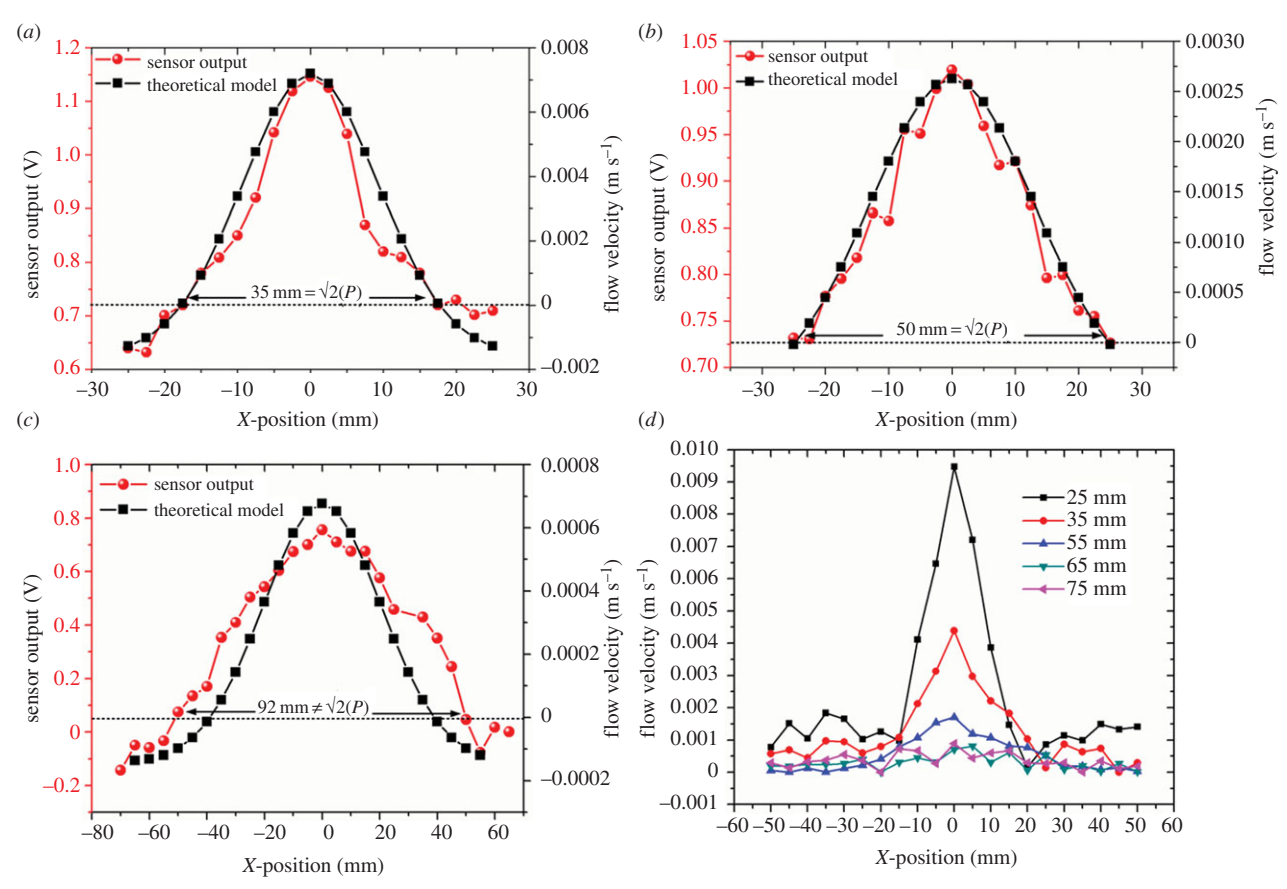 (a)
1.2
1.1
1.0
0.9
0.8
0.7
0.6
sensor output (V)
sensor output
theoretical model
35 mm = √2(P)
0.008
0.006
0.004
0.002
0
–0.002
flow velocity (m s⁻¹)
–30 –20 –10 0 10 20 30
X-position (mm)
(b)
1.05
1.00
0.95
0.90
0.85
0.80
0.75
0.70
sensor output (V)
sensor output
theoretical model
50 mm = √2(P)
0.0030
0.0025
0.0020
0.0015
0.0010
0.0005
0
flow velocity (m s⁻¹)
–30 –20 –10 0 10 20 30
X-position (mm)
(c)
1.0
0.8
0.6
0.4
0.2
0
–0.2
sensor output (V)
sensor output
theoretical model
92 mm ≠ √2(P)
0.0008
0.0006
0.0004
0.0002
0
–0.0002
flow velocity (m s⁻¹)
–80 –60 –40 –20 0 20 40 60
X-position (mm)
(d)
0.010
0.009
0.008
0.007
0.006
0.005
0.004
0.003
0.002
0.001
0
–0.001
flow velocity (m s⁻¹)
25 mm
35 mm
55 mm
65 mm
75 mm
–60 –50 –40 –30 –20 –10 0 10 20 30 40 50 60
X-position (mm)